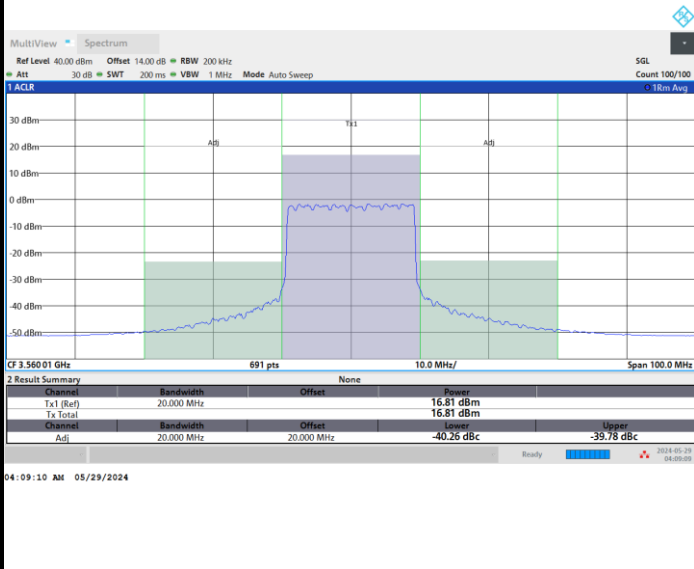 MultiView Spectrum
Ref Level 40.00 dBm Offset 14.00 dB RBW 200 kHz SGL
Att 30 dB SWT 200 ms VBW 1 MHz Mode Auto Sweep Count 100/100
1 ACLR 1Rm Avg
30 dBm
Tx1
20 dBm
Adj Adj
10 dBm
0 dBm
-10 dBm
-20 dBm
-30 dBm
-40 dBm
-50 dBm
CF 3.560 01 GHz 691 pts 10.0 MHz/ Span 100.0 MHz
2 Result Summary None
Channel Bandwidth Offset Power
Tx1 (Ref) 20.000 MHz 16.81 dBm
Tx Total 16.81 dBm
Channel Bandwidth Offset Lower Upper
Adj 20.000 MHz 20.000 MHz -40.26 dBc -39.78 dBc
Ready 2024-05-29
04:09:09
04:09:10 AM 05/29/2024